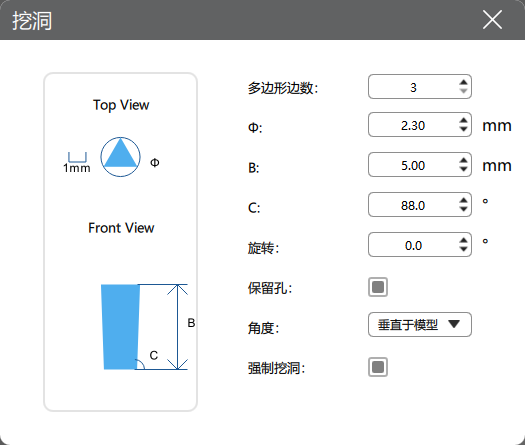 挖洞
Top View
1mm
Φ
Front View
B
C
多边形边数：
3
Φ:
2.30
mm
B:
5.00
mm
C:
88.0
°
旋转：
0.0
°
保留孔：
角度：
垂直于模型
强制挖洞：